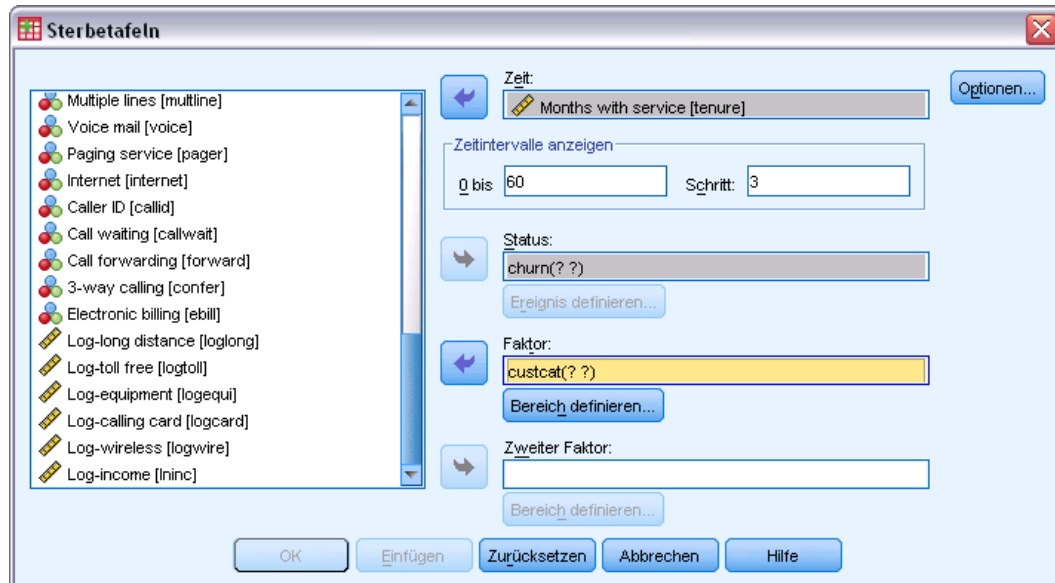 Sterbetafeln
Multiple lines [multline]
Voice mail [voice]
Paging service [pager]
Internet [internet]
Caller ID [callid]
Call waiting [callwait]
Call forwarding [forward]
3-way calling [confer]
Electronic billing [ebill]
Log-long distance [loglong]
Log-toll free [logtoll]
Log-equipment [logequi]
Log-calling card [logcard]
Log-wireless [logwire]
Log-income [lninc]
Zeit:
Months with service [tenure]
Optionen...
Zeitintervalle anzeigen
0 bis 60 Schritt: 3
Status:
churn(? ?)
Ereignis definieren...
Faktor:
custcat(? ?)
Bereich definieren...
Zweiter Faktor:
Bereich definieren...
OK Einfügen Zurücksetzen Abbrechen Hilfe